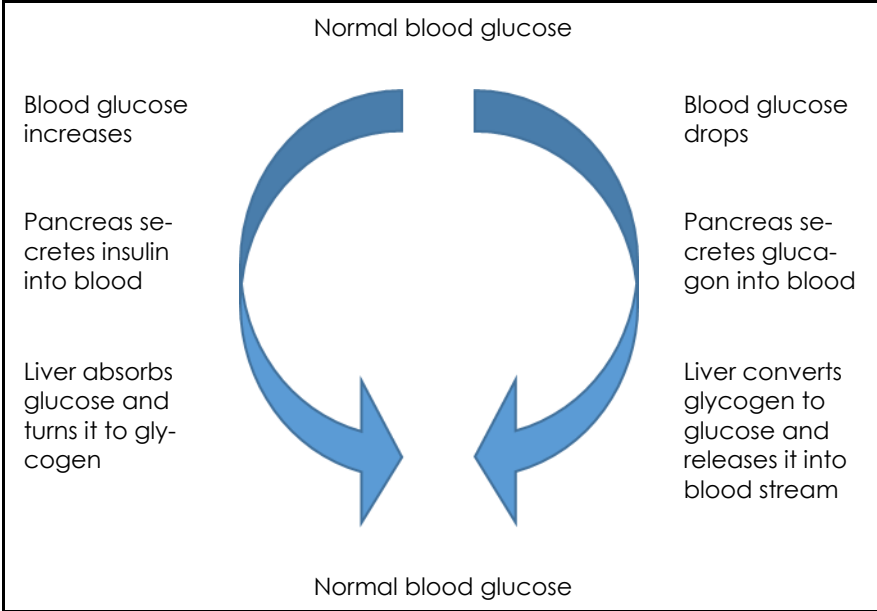 Normal blood glucose
Blood glucose
increases
Pancreas se-
cretes insulin
into blood
Liver absorbs
glucose and
turns it to gly-
cogen
Blood glucose
drops
Pancreas se-
cretes gluca-
gon into blood
Liver converts
glycogen to
glucose and
releases it into
blood stream
Normal blood glucose